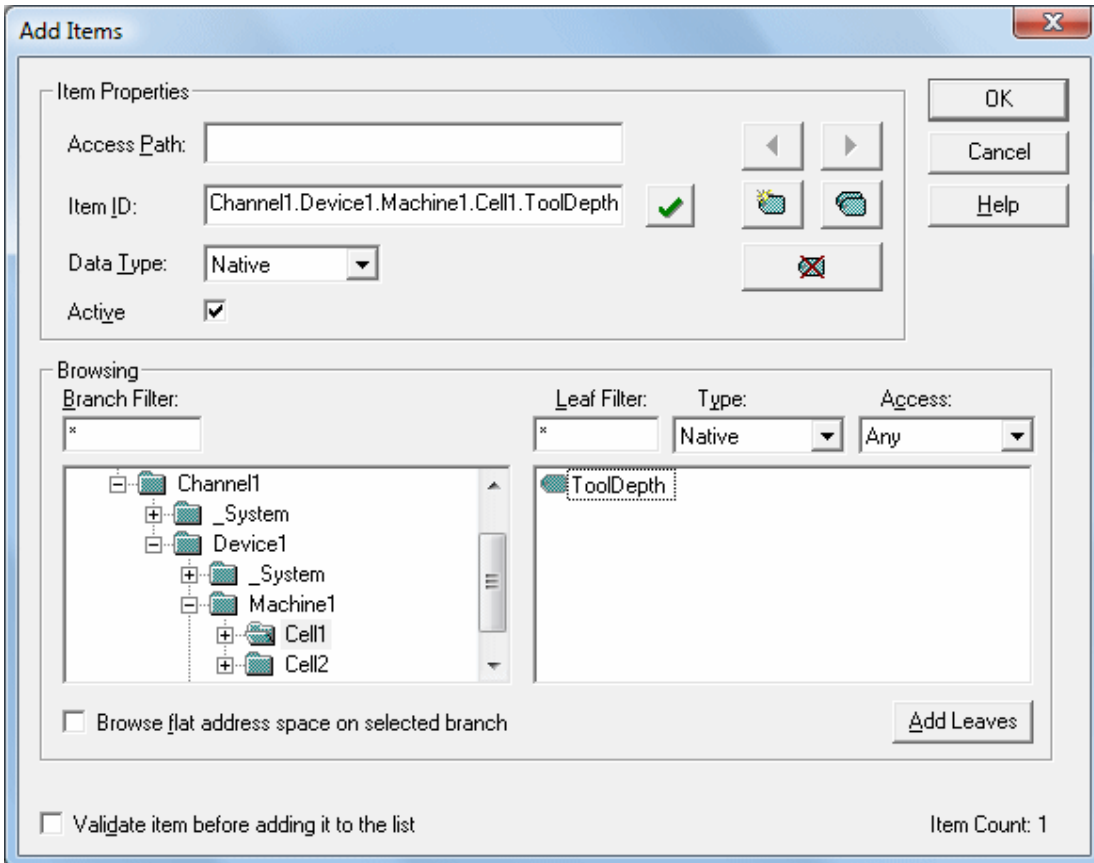 Add Items
Item Properties
OK
Access Path:
Cancel
Item ID: Channel1.Device1.Machine1.Cell1.ToolDepth
Help
Data Type: Native
Active
Browsing
Branch Filter: Leaf Filter: Type: Access:
* * Native Any
Channel1
_System
Device1
_System
Machine1
Cell1
Cell2
ToolDepth
Browse flat address space on selected branch
Add Leaves
Validate item before adding it to the list
Item Count: 1